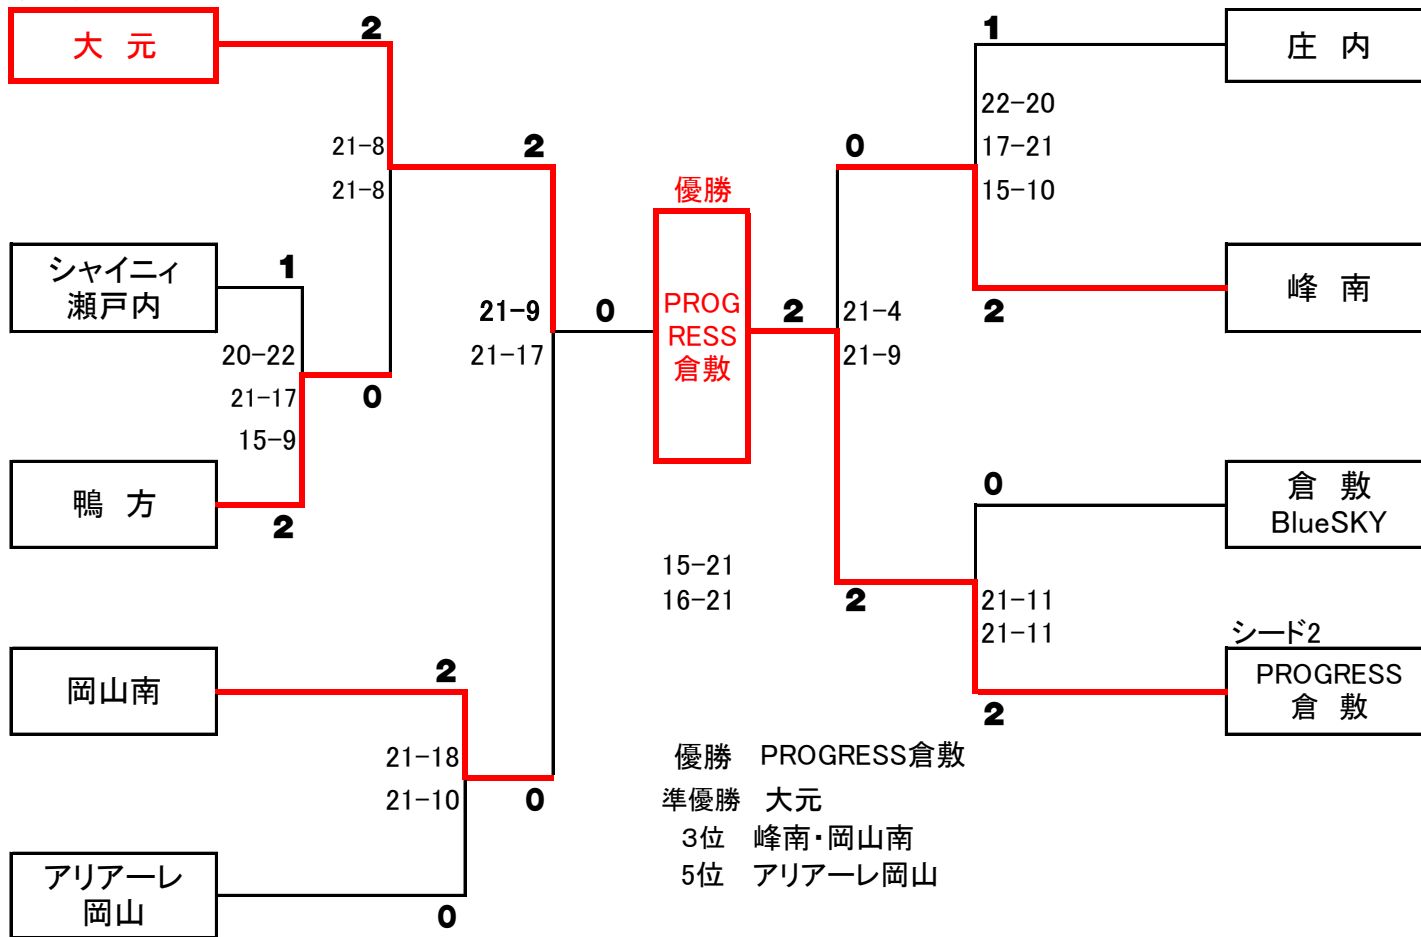 大 元
2
21-8
21-8
シャイニィ
瀬戸内
1
20-22
21-17
15-9
0
鴨 方
2
2
21-9
21-17
0
岡山南
2
21-18
21-10
0
アリアーレ
岡山
0
優勝
PROG
RESS
倉敷
2
15-21
16-21
1
庄 内
22-20
17-21
15-10
0
2
峰 南
21-4
21-9
0
倉 敷
BlueSKY
2
21-11
21-11
シード2
PROGRESS
倉 敷
2
優勝 PROGRESS倉敷
準優勝 大元
3位 峰南・岡山南
5位 アリアーレ岡山